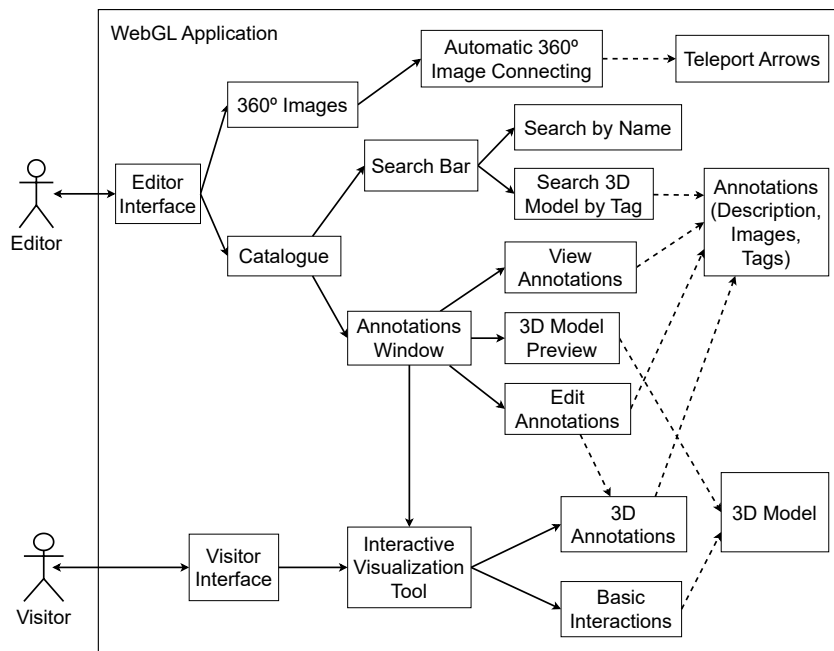 WebGL Application
Automatic 360º
Image Connecting
Teleport Arrows
360º Images
Search by Name
Search Bar
Editor
Interface
Search 3D
Model by Tag
Annotations
(Description,
Images,
Tags)
Editor
Catalogue
View
Annotations
Annotations
Window
3D Model
Preview
Edit
Annotations
3D
Annotations
3D Model
Visitor
Interface
Interactive
Visualization
Tool
Visitor
Basic
Interactions